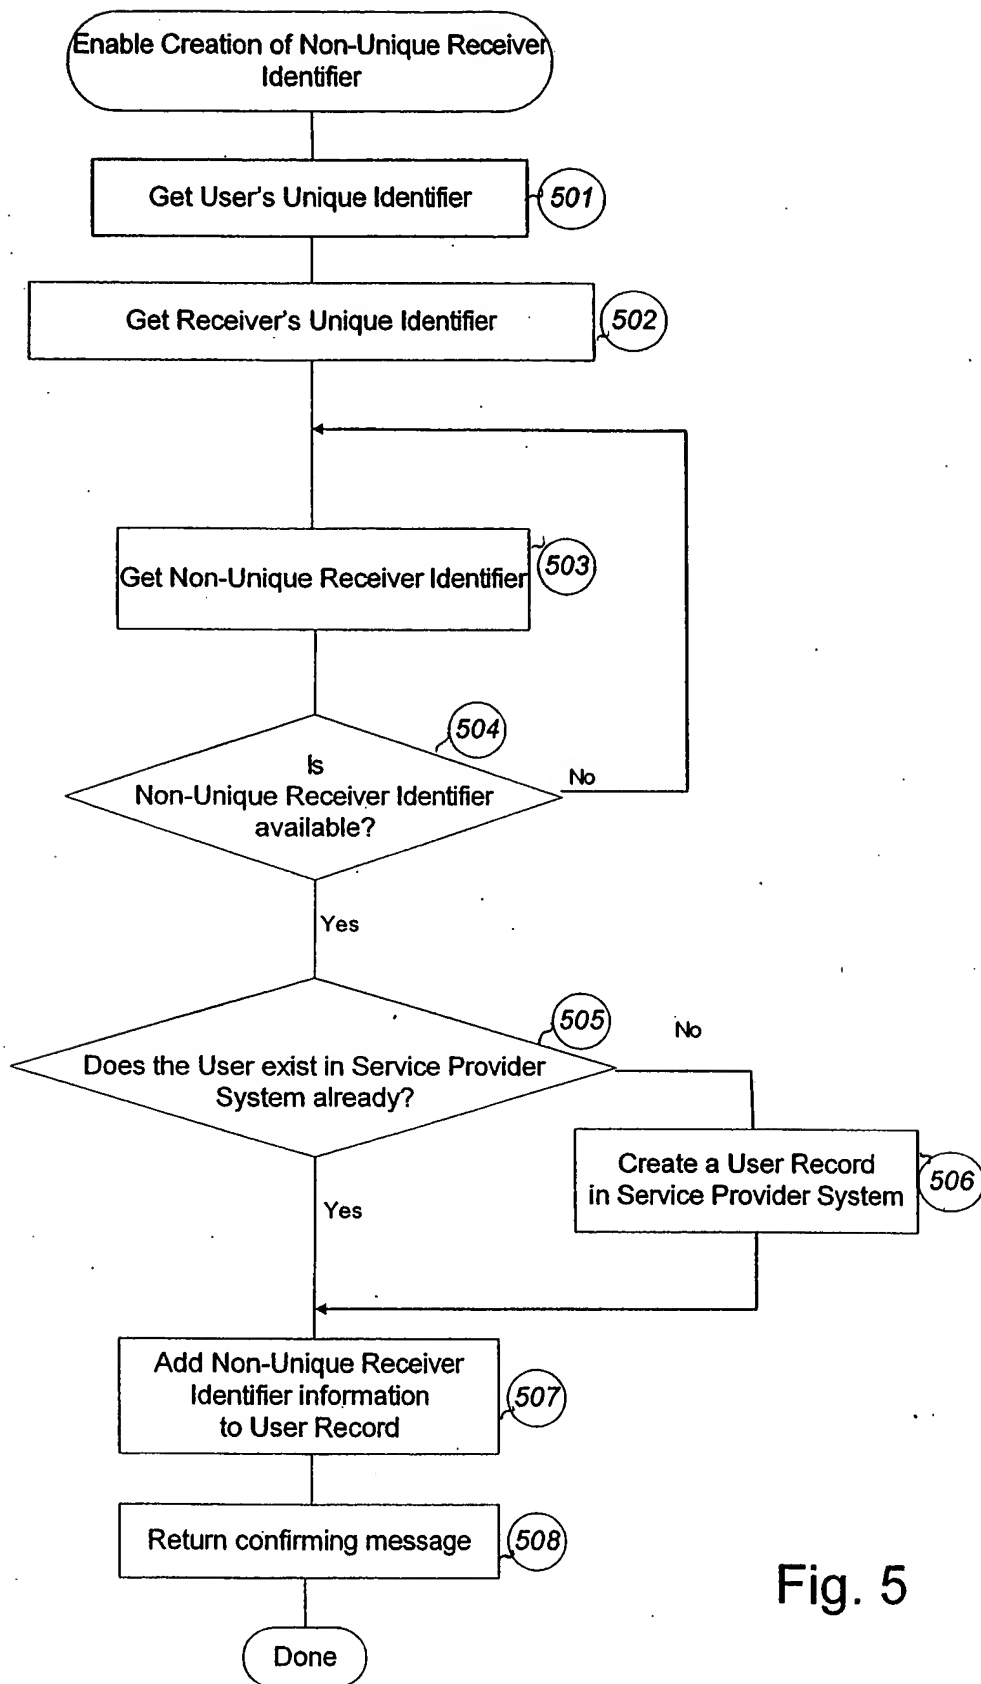 Enable Creation of Non-Unique Receiver
Identifier
Get User's Unique Identifier
501
Get Receiver's Unique Identifier
502
Get Non-Unique Receiver Identifier
503
504
Is
Non-Unique Receiver Identifier
available?
No
Yes
505
No
Does the User exist in Service Provider
System already?
Create a User Record
in Service Provider System
506
Yes
Add Non-Unique Receiver
Identifier information
to User Record
507
Return confirming message
508
Fig. 5
Done